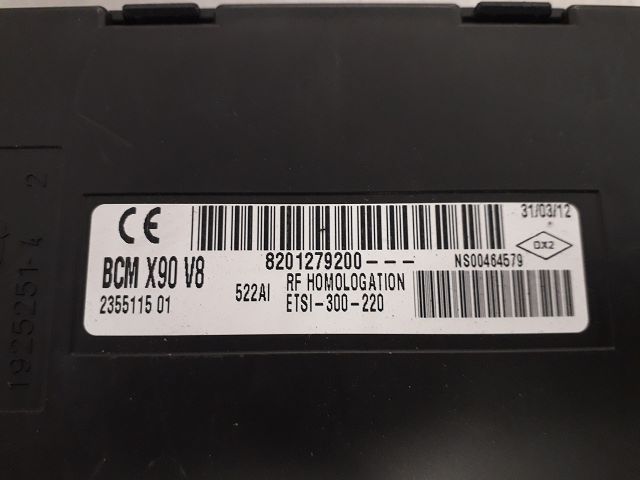 CE
31/03/12
DX2
8201279200---
NS00464579
BCM X90 V8
522AI
RF HOMOLOGATION
2355115 01
ETSI-300-220
1925251-4 2